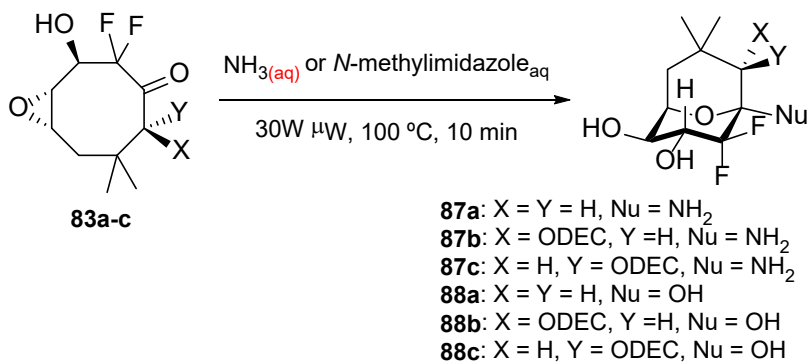 HO
F F
O
O
Y
X
83a-c
NH3(aq) or N-methylimidazoleaq
30W µW, 100 ºC, 10 min
X
Y
H
O
Nu
HO
F
OH
F
87a: X = Y = H, Nu = NH2
87b: X = ODEC, Y =H, Nu = NH2
87c: X = H, Y = ODEC, Nu = NH2
88a: X = Y = H, Nu = OH
88b: X = ODEC, Y =H, Nu = OH
88c: X = H, Y = ODEC, Nu = OH